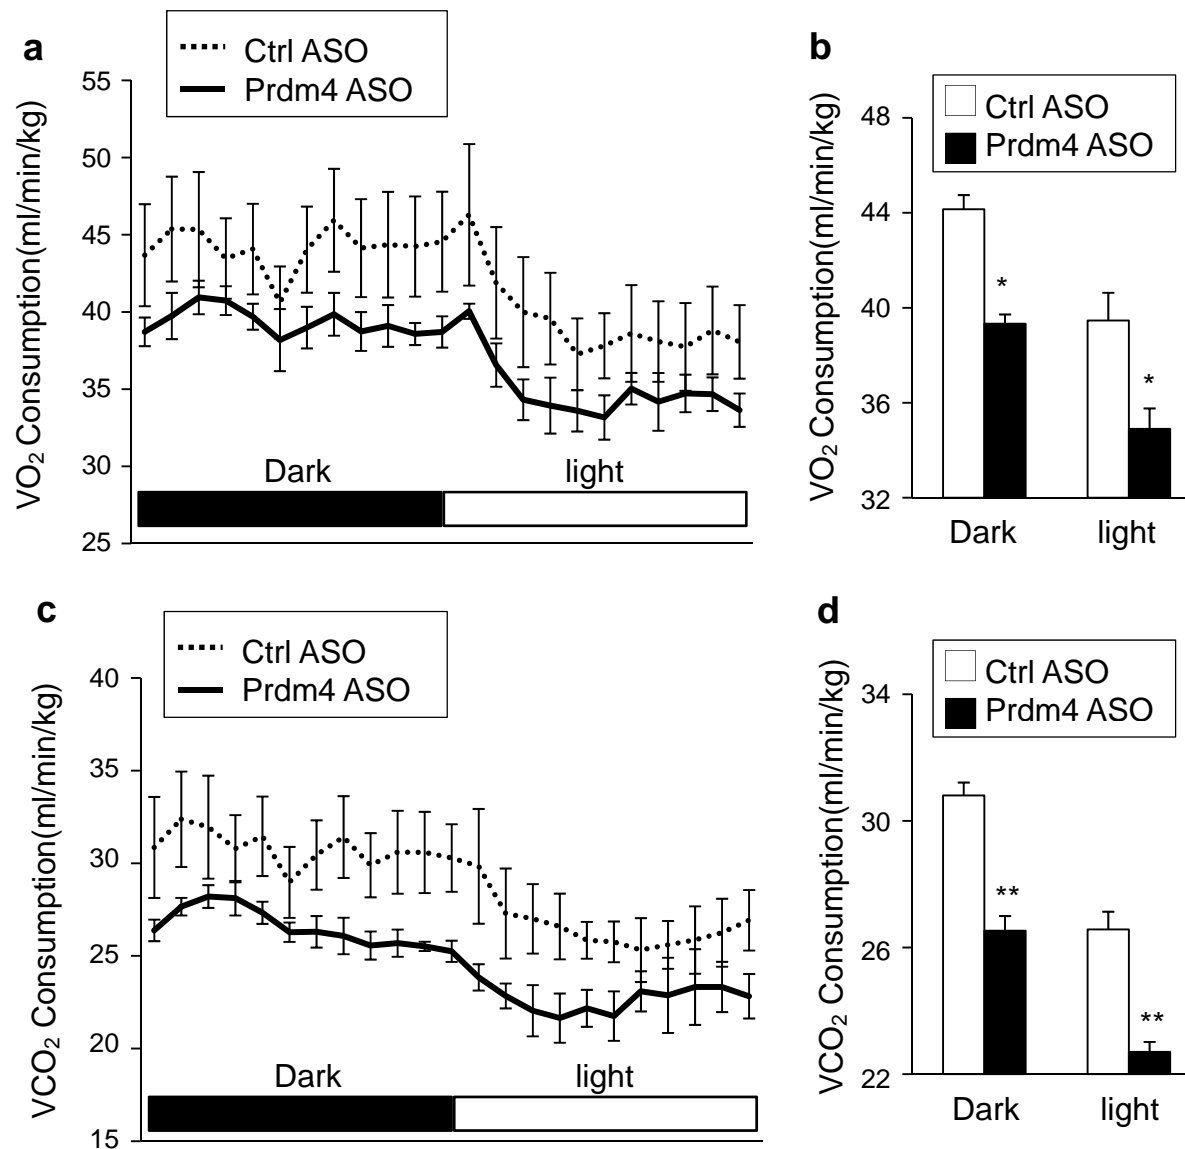 a
Ctrl ASO
Prdm4 ASO
VO₂ Consumption(ml/min/kg)
55
50
45
40
35
30
25
Dark
light
b
Ctrl ASO
Prdm4 ASO
VO₂ Consumption(ml/min/kg)
48
44
40
36
32
*
*
Dark
light
c
Ctrl ASO
Prdm4 ASO
VCO₂ Consumption(ml/min/kg)
40
35
30
25
20
15
Dark
light
d
Ctrl ASO
Prdm4 ASO
VCO₂ Consumption(ml/min/kg)
34
30
26
22
**
**
Dark
light